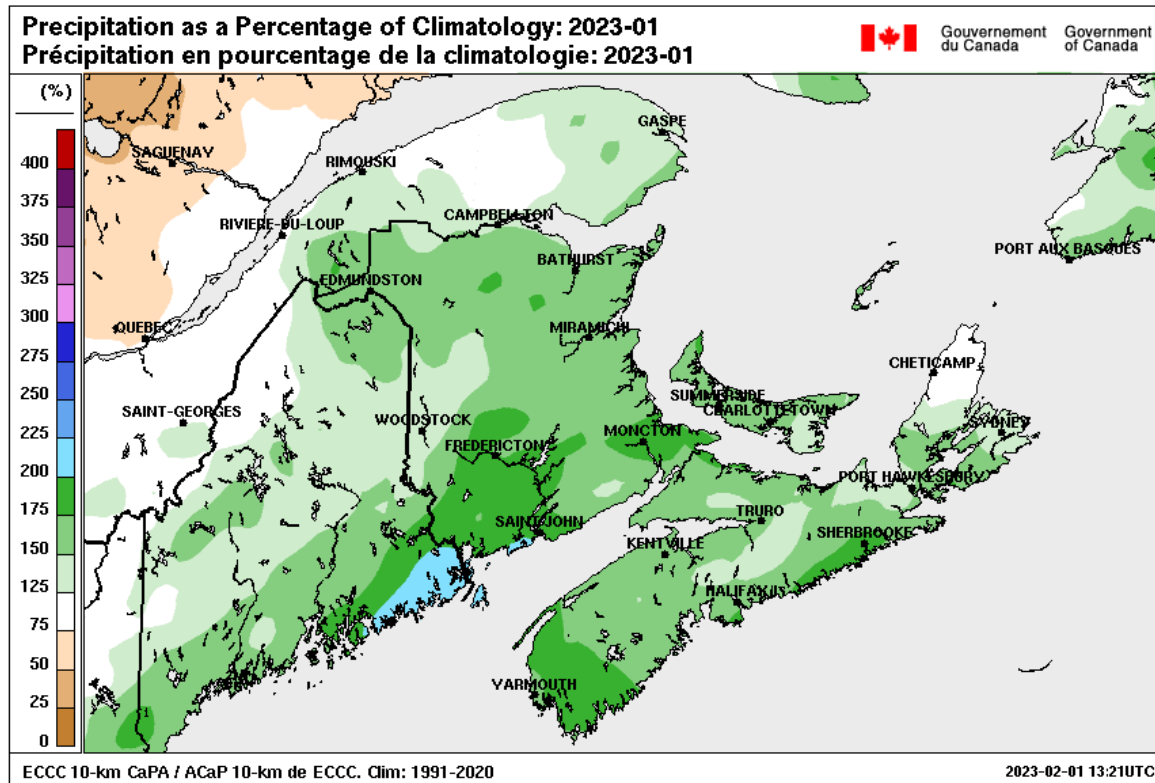 Precipitation as a Percentage of Climatology: 2023-01
Précipitation en pourcentage de la climatologie: 2023-01
Gouvernement du Canada
Government of Canada
(%)
400
375
350
325
300
275
250
225
200
175
150
125
75
50
25
0
GASPE
SAGUENAY
RIMOUSKI
RIVIERE-DU-LOUP
CAMPBELLTON
PORT AUX BASQUES
BATHURST
EDMUNDSTON
QUEBEC
MIRAMICHI
CHETICAMP
SUMMERSIDE
SAINT-GEORGES
CHARLOTTETOWN
WOODSTOCK
SYDNEY
MONCTON
FREDERICTON
PORT HAWKESBURY
TRURO
SAINT JOHN
SHERBROOKE
KENTVILLE
HALIFAX
YARMOUTH
ECCC 10-km CaPA / ACaP 10-km de ECCC. Clim: 1991-2020
2023-02-01 13:21UTC